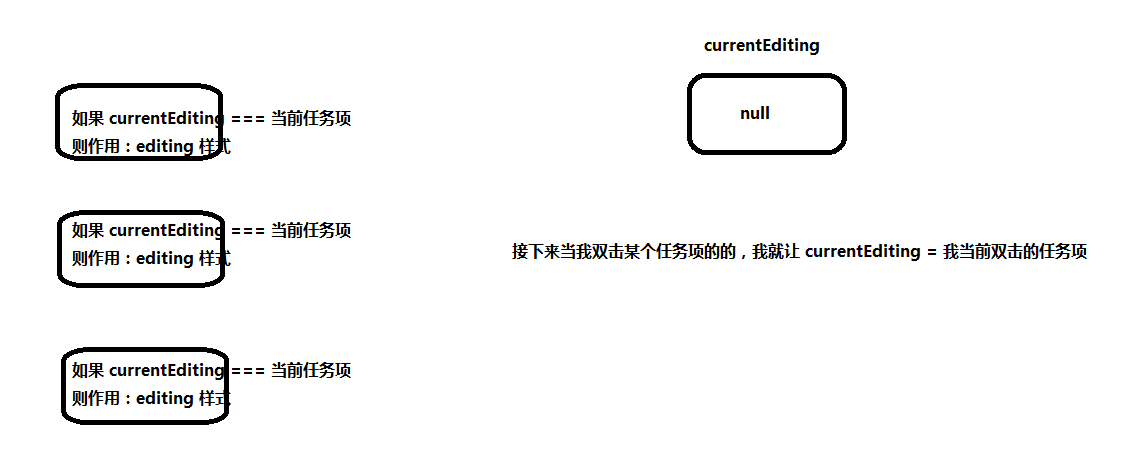 currentEditing
null
如果 currentEditing === 当前任务项
则作用：editing 样式
如果 currentEditing === 当前任务项
则作用：editing 样式
接下来当我双击某个任务项的的，我就让 currentEditing = 我当前双击的任务项
如果 currentEditing === 当前任务项
则作用：editing 样式